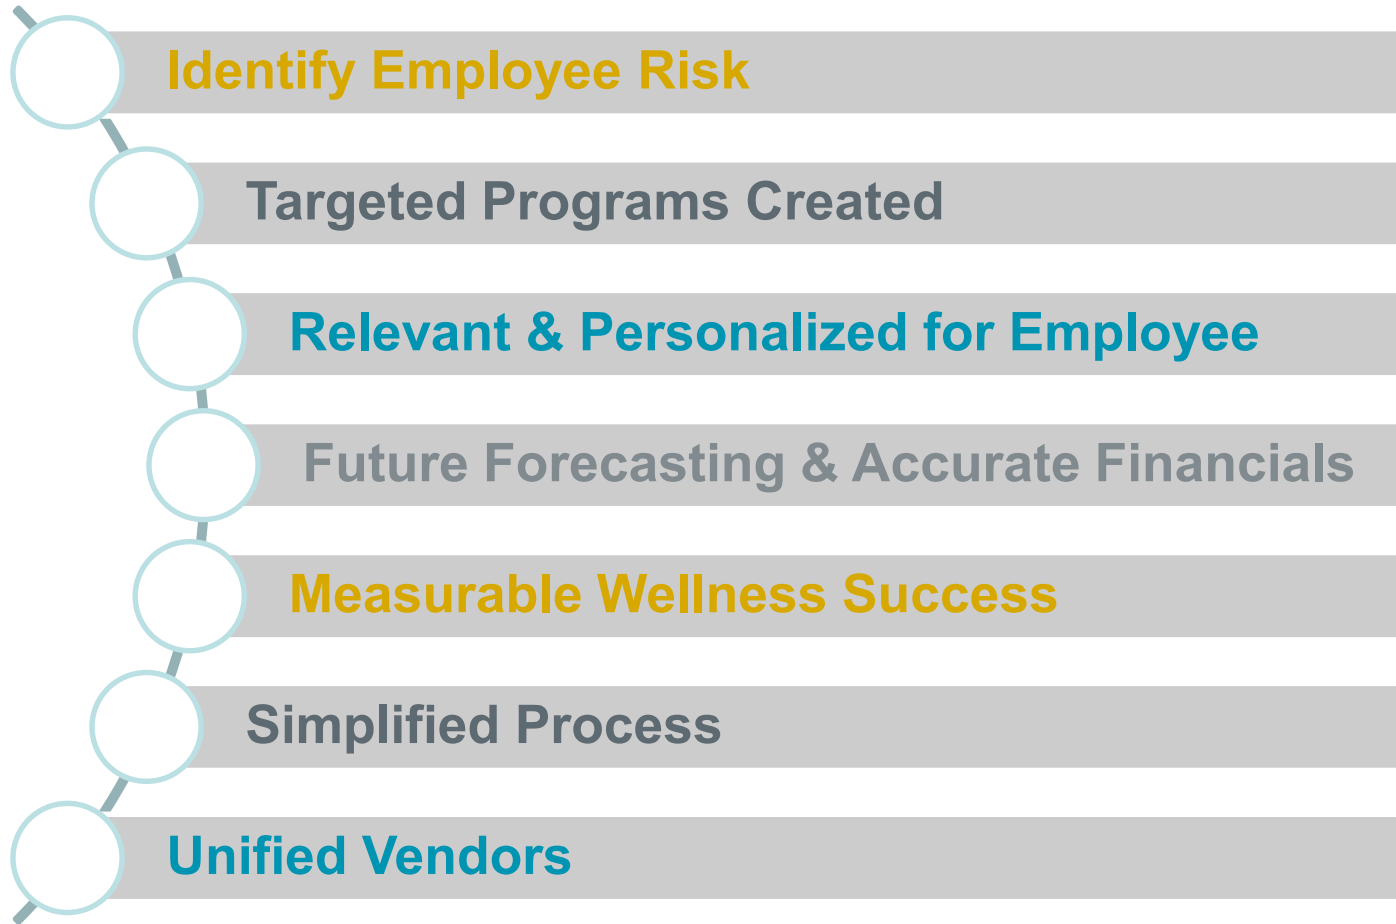 Identify Employee Risk
Targeted Programs Created
Relevant & Personalized for Employee
Future Forecasting & Accurate Financials
Measurable Wellness Success
Simplified Process
Unified Vendors